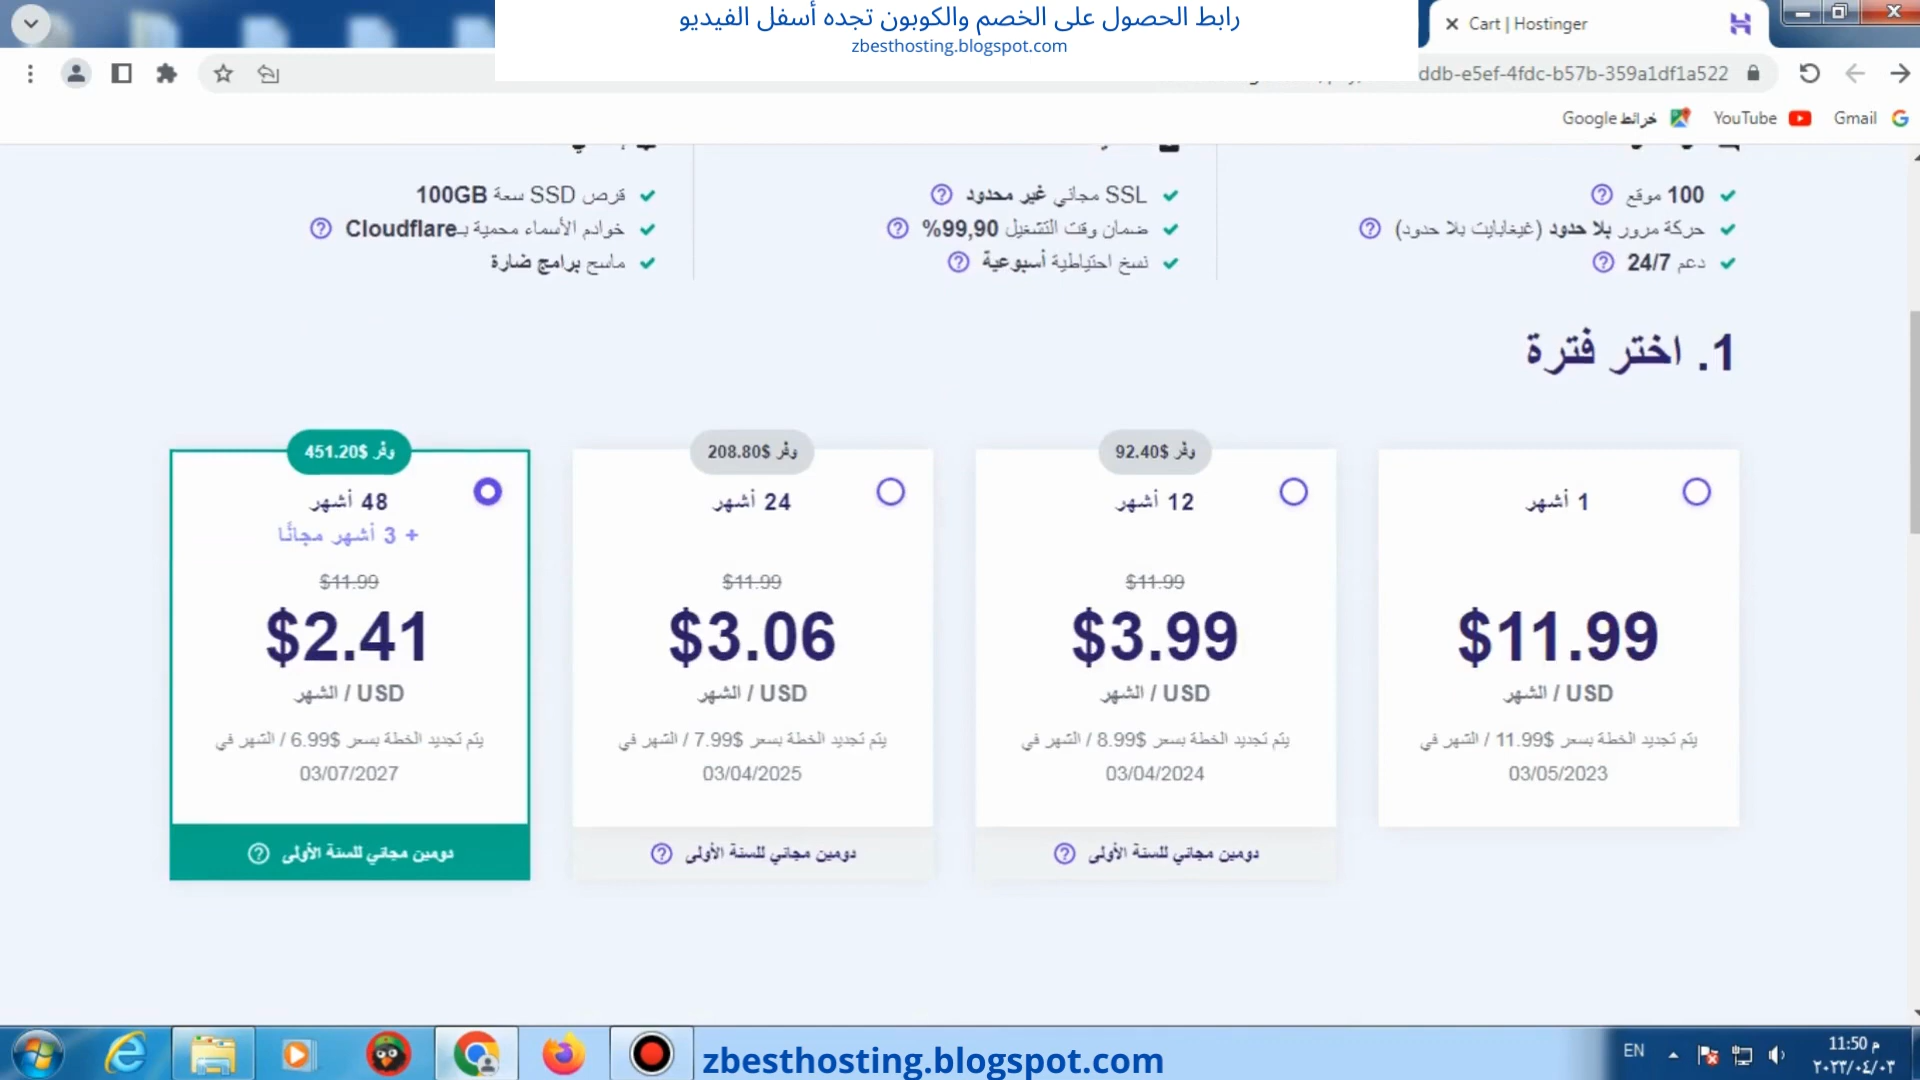 رابط الحصول على الخصم والكوبون تجده أسفل الفيديو
zbesthosting.blogspot.com
Cart | Hostinger
ddb-e5ef-4fdc-b57b-359a1df1a522
Gmail
YouTube
خرائط Google
100 موقع
حركة مرور بلا حدود (غيغابايت بلا حدود)
دعم 24/7
SSL مجاني غير محدود
ضمان وقت التشغيل 99,90%
نسخ احتياطية أسبوعية
قرص SSD سعة 100GB
خوادم الأسماء محمية بـCloudflare
ماسح برامج ضارة
1. اختر فترة
1 أشهر
$11.99
USD / الشهر
يتم تجديد الخطة بسعر $11.99 / الشهر في
03/05/2023
وفّر $92.40
12 أشهر
$11.99
$3.99
USD / الشهر
يتم تجديد الخطة بسعر $8.99 / الشهر في
03/04/2024
دومين مجاني للسنة الأولى
وفّر $208.80
24 أشهر
$11.99
$3.06
USD / الشهر
يتم تجديد الخطة بسعر $7.99 / الشهر في
03/04/2025
دومين مجاني للسنة الأولى
وفّر $451.20
48 أشهر
+ 3 أشهر مجانًا
$11.99
$2.41
USD / الشهر
يتم تجديد الخطة بسعر $6.99 / الشهر في
03/07/2027
دومين مجاني للسنة الأولى
zbesthosting.blogspot.com
EN
11:50 م
٢٠٢٣/٠٤/٠٣